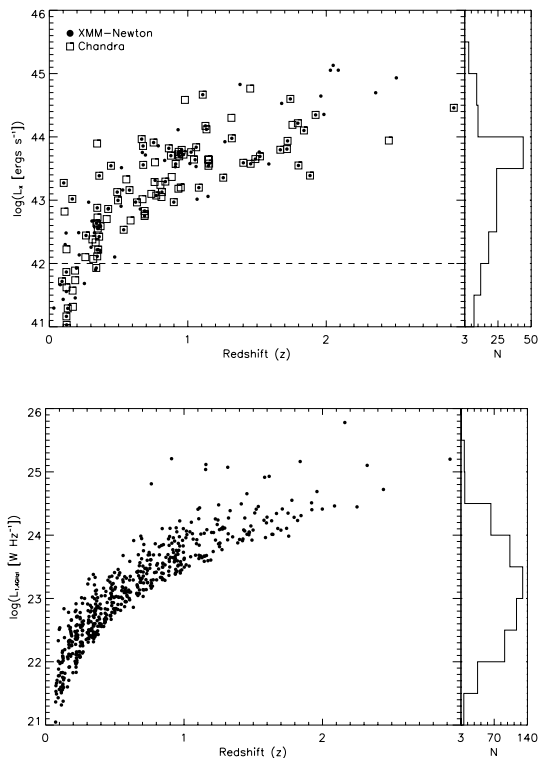 46
45
44
43
42
41
log(Lx [ergs s⁻¹])
XMM-Newton
Chandra
0 1 2
Redshift (z)
3 25 50
N
26
25
24
23
22
21
log(L1.4GHz [W Hz⁻¹])
0 1 2
Redshift (z)
3 70 140
N